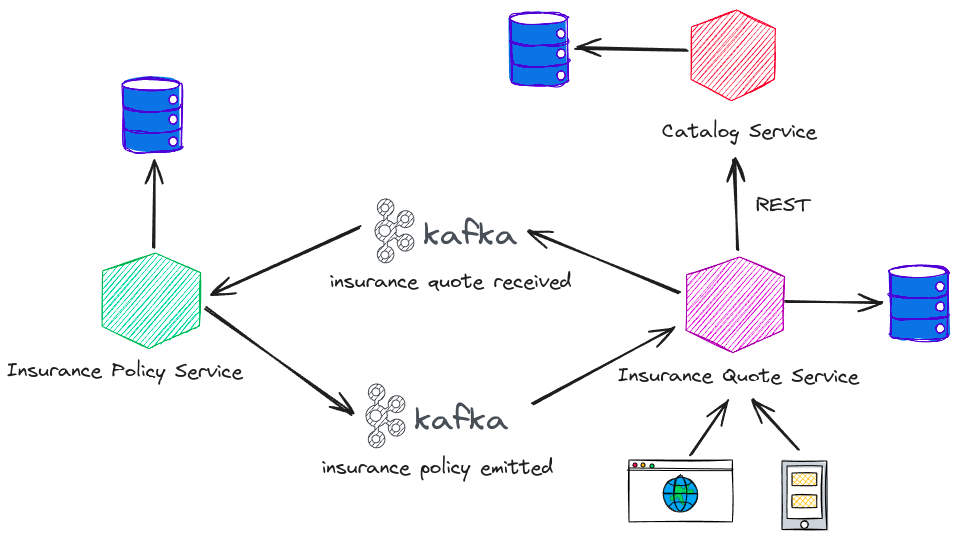 Catalog Service
REST
kafka
insurance quote received
Insurance Policy Service
Insurance Quote Service
kafka
insurance policy emitted